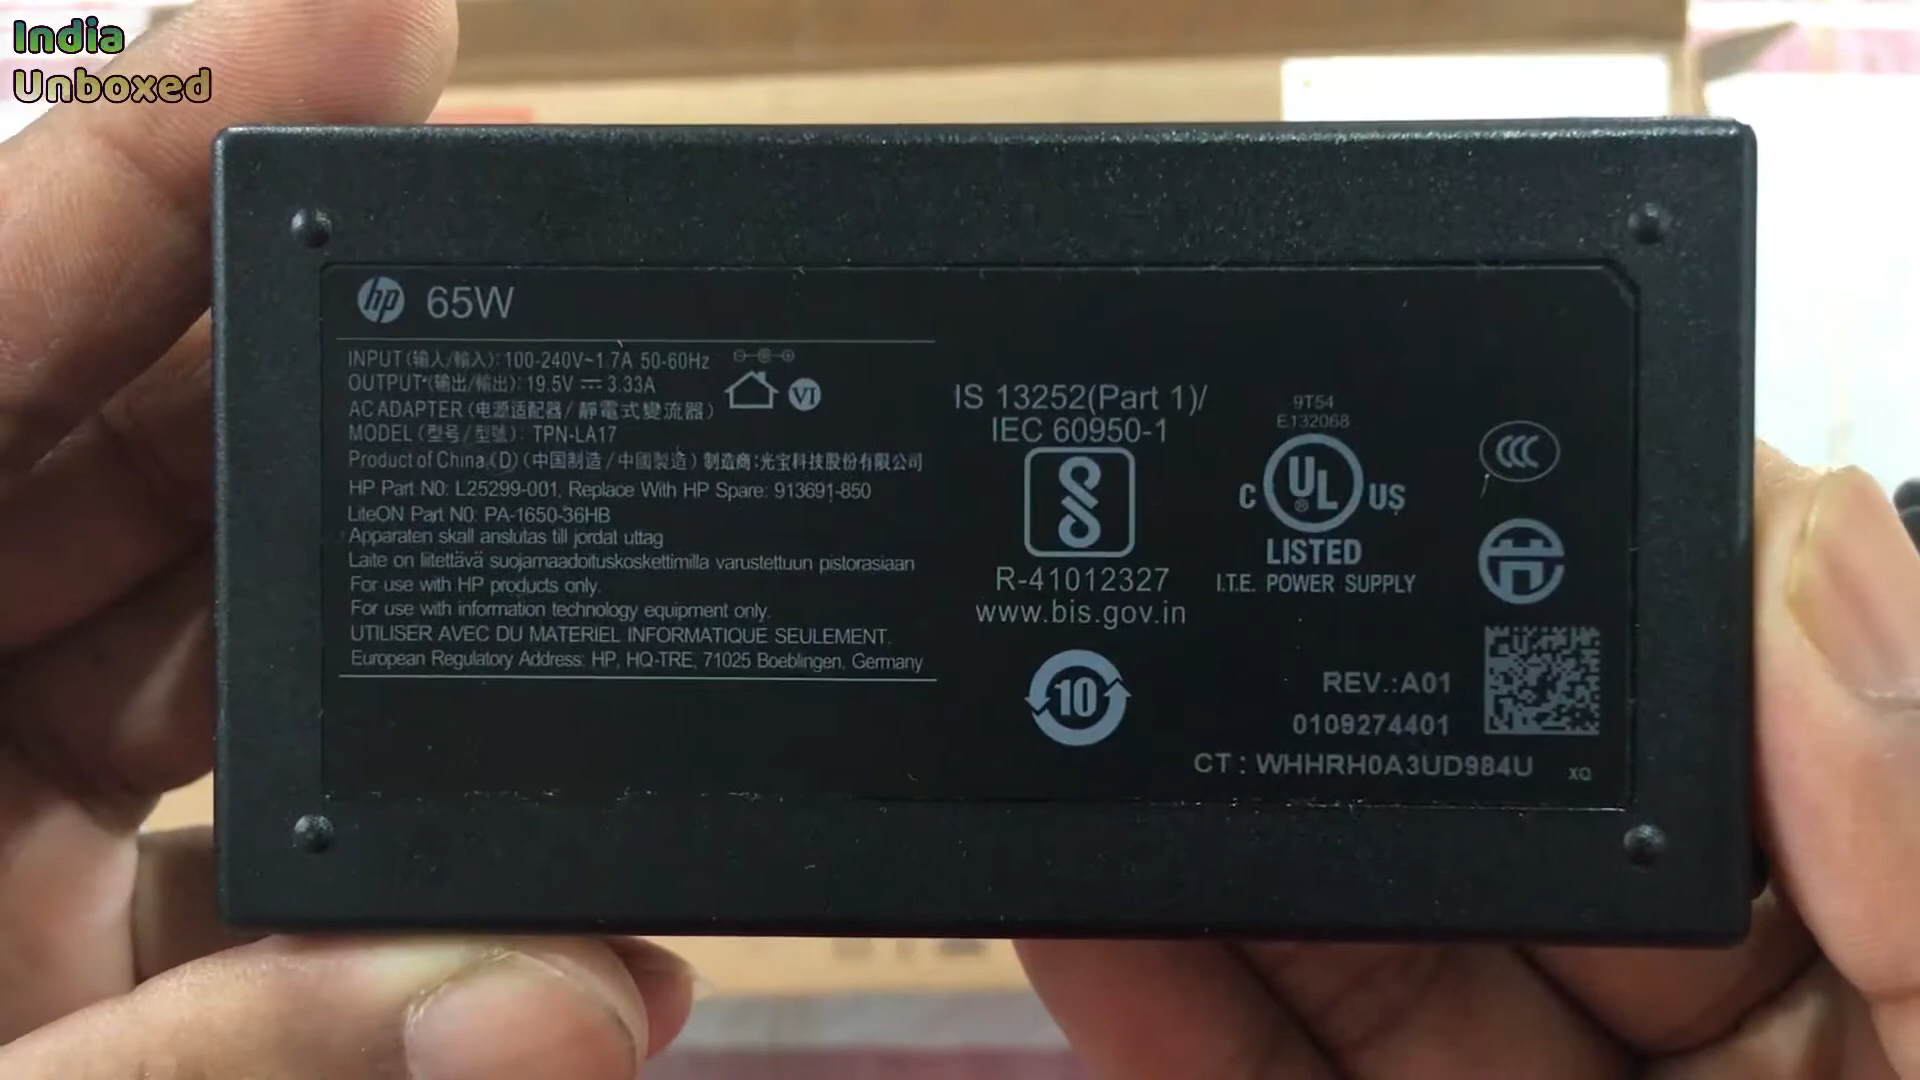 India
Unboxed
hp 65W
INPUT (输入/輸入): 100-240V~1.7A 50-60Hz
OUTPUT (输出/輸出): 19.5V ⎓ 3.33A
AC ADAPTER (电源适配器/靜電式變流器)
VI
MODEL (型号/型號): TPN-LA17
Product of China (D) (中国制造/中國製造) 制造商:光宝科技股份有限公司
HP Part N0: L25299-001, Replace With HP Spare: 913691-850
LiteON Part N0: PA-1650-36HB
Apparaten skall anslutas till jordat uttag
Laite on liitettävä suojamaadoituskoskettimilla varustettuun pistorasiaan
For use with HP products only.
For use with information technology equipment only.
UTILISER AVEC DU MATERIEL INFORMATIQUE SEULEMENT.
European Regulatory Address: HP, HQ-TRE, 71025 Boeblingen, Germany
IS 13252(Part 1)/
IEC 60950-1
R-41012327
www.bis.gov.in
10
9T54
E132068
C UL ® US
LISTED
I.T.E. POWER SUPPLY
CCC
REV.:A01
0109274401
CT : WHHRH0A3UD984U
XQ